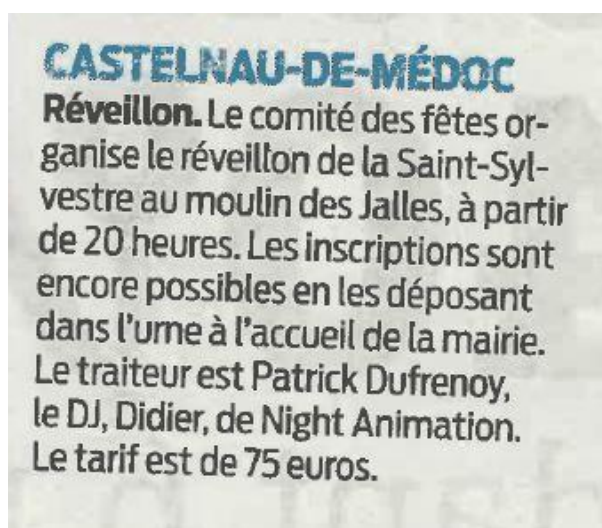 CASTELNAU-DE-MÉDOC
Réveillon. Le comité des fêtes or-
ganise le réveillon de la Saint-Syl-
vestre au moulin des Jalles, à partir
de 20 heures. Les inscriptions sont
encore possibles en les déposant
dans l'urne à l'accueil de la mairie.
Le traiteur est Patrick Dufrenoy,
le DJ, Didier, de Night Animation.
Le tarif est de 75 euros.